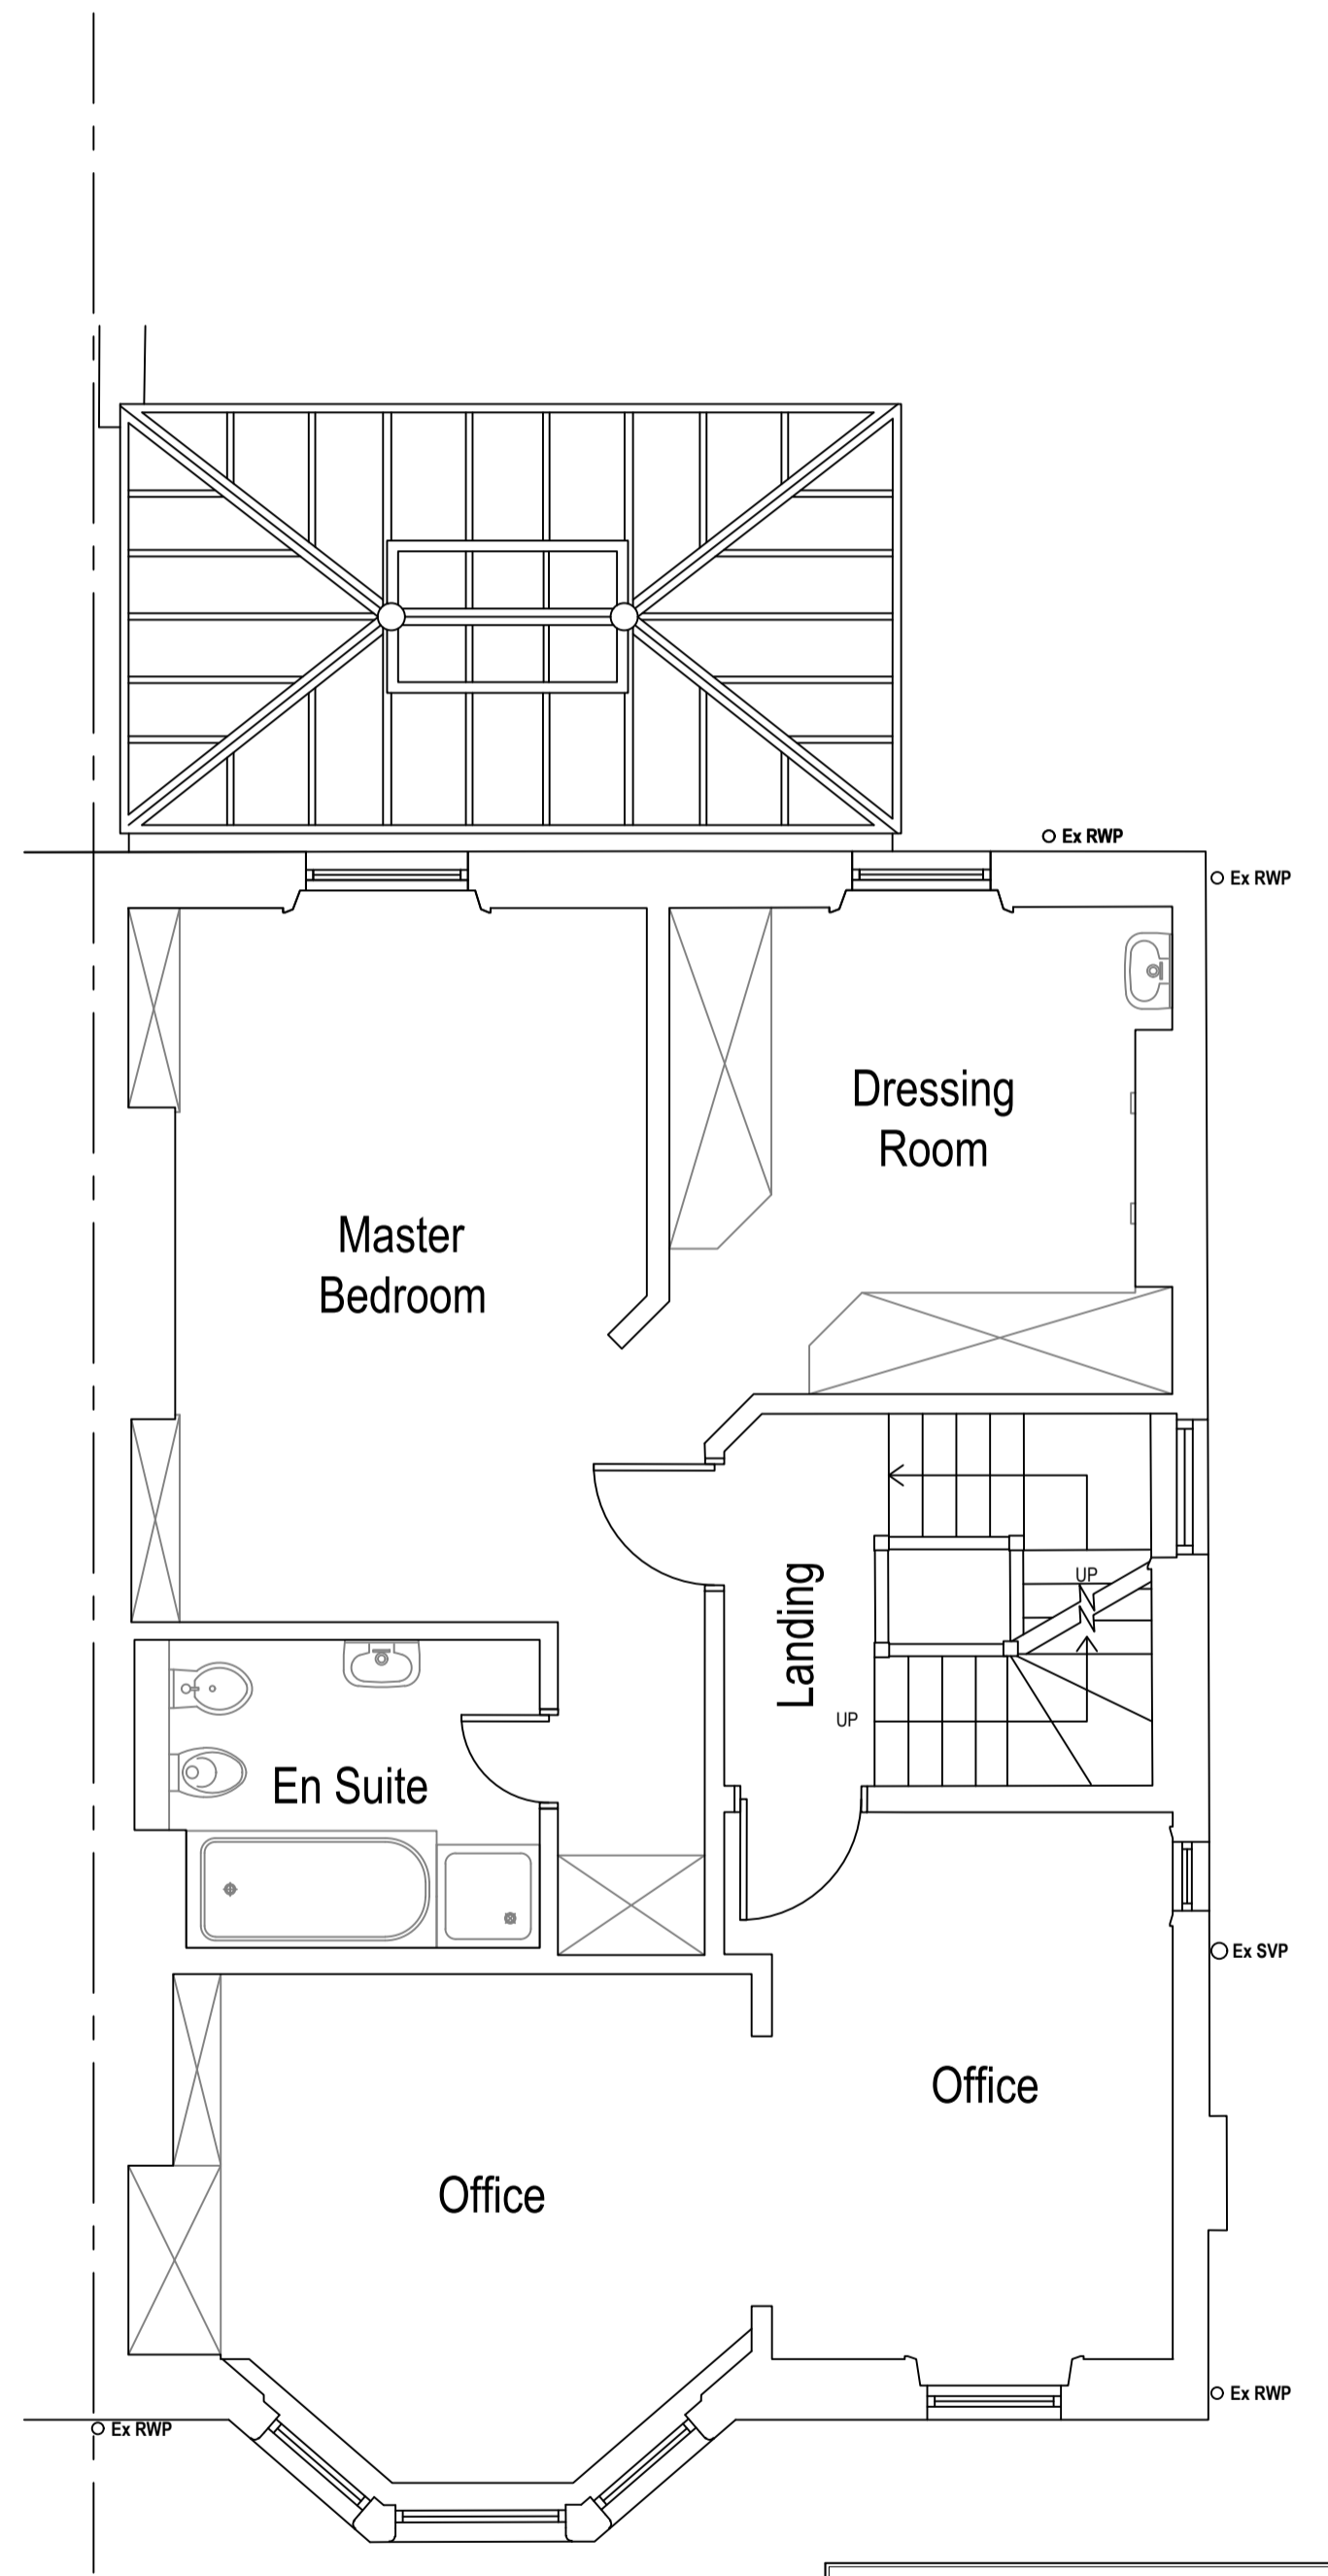 Ex RWP
Ex RWP
Dressing
Room
Master
Bedroom
UP
Landing
UP
En Suite
Ex SVP
Office
Office
Ex RWP
Ex RWP